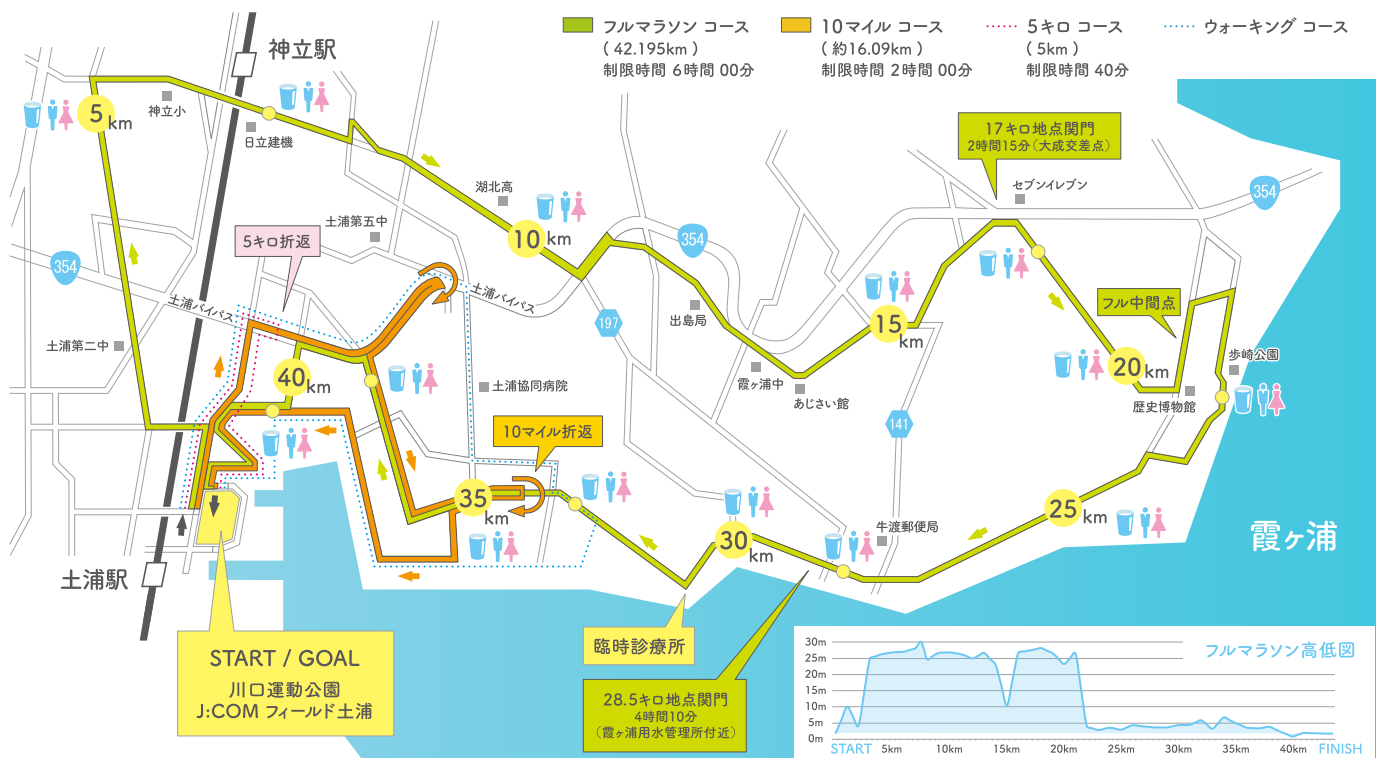 フルマラソン コース
( 42.195km )
制限時間 6時間 00分
10マイル コース
( 約16.09km )
制限時間 2時間 00分
5キロ コース
( 5km )
制限時間 40分
ウォーキング コース
神立駅
5km
神立小
日立建機
湖北高
土浦第五中
10km
5キロ折返
354
土浦バイパス
土浦バイパス
土浦第二中
354
197
出島局
17キロ地点関門
2時間15分(大成交差点)
セブンイレブン
354
15km
霞ヶ浦中
あじさい館
141
フル中間点
20km
歴史博物館
歩崎公園
40km
土浦協同病院
10マイル折返
35km
30km
牛渡郵便局
25km
霞ヶ浦
土浦駅
START / GOAL
川口運動公園
J:COM フィールド土浦
臨時診療所
28.5キロ地点関門
4時間10分
(霞ヶ浦用水管理所付近)
フルマラソン高低図
30m
25m
20m
15m
10m
5m
0m
START 5km 10km 15km 20km 25km 30km 35km 40km FINISH